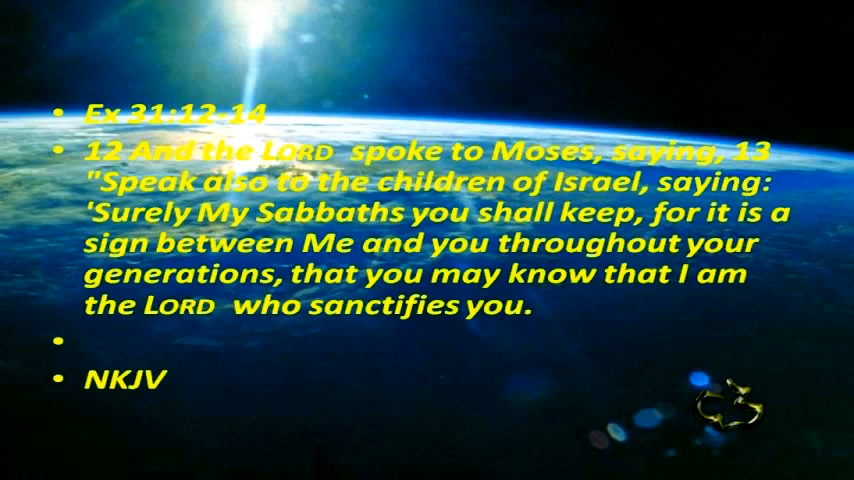 • Ex 31:12-14
• 12 And the LORD spoke to Moses, saying, 13
"Speak also to the children of Israel, saying:
'Surely My Sabbaths you shall keep, for it is a
sign between Me and you throughout your
generations, that you may know that I am
the LORD who sanctifies you.
•
• NKJV